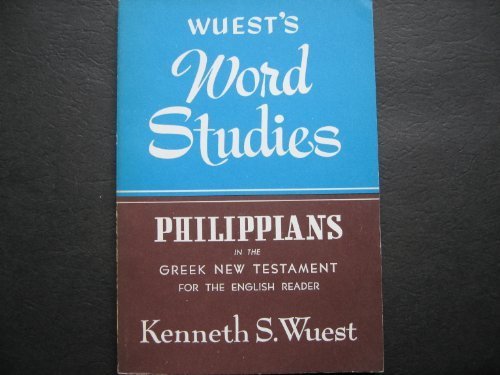 WUEST'S
Word
Studies
PHILIPPIANS
IN THE
GREEK NEW TESTAMENT
FOR THE ENGLISH READER
Kenneth S. Wuest